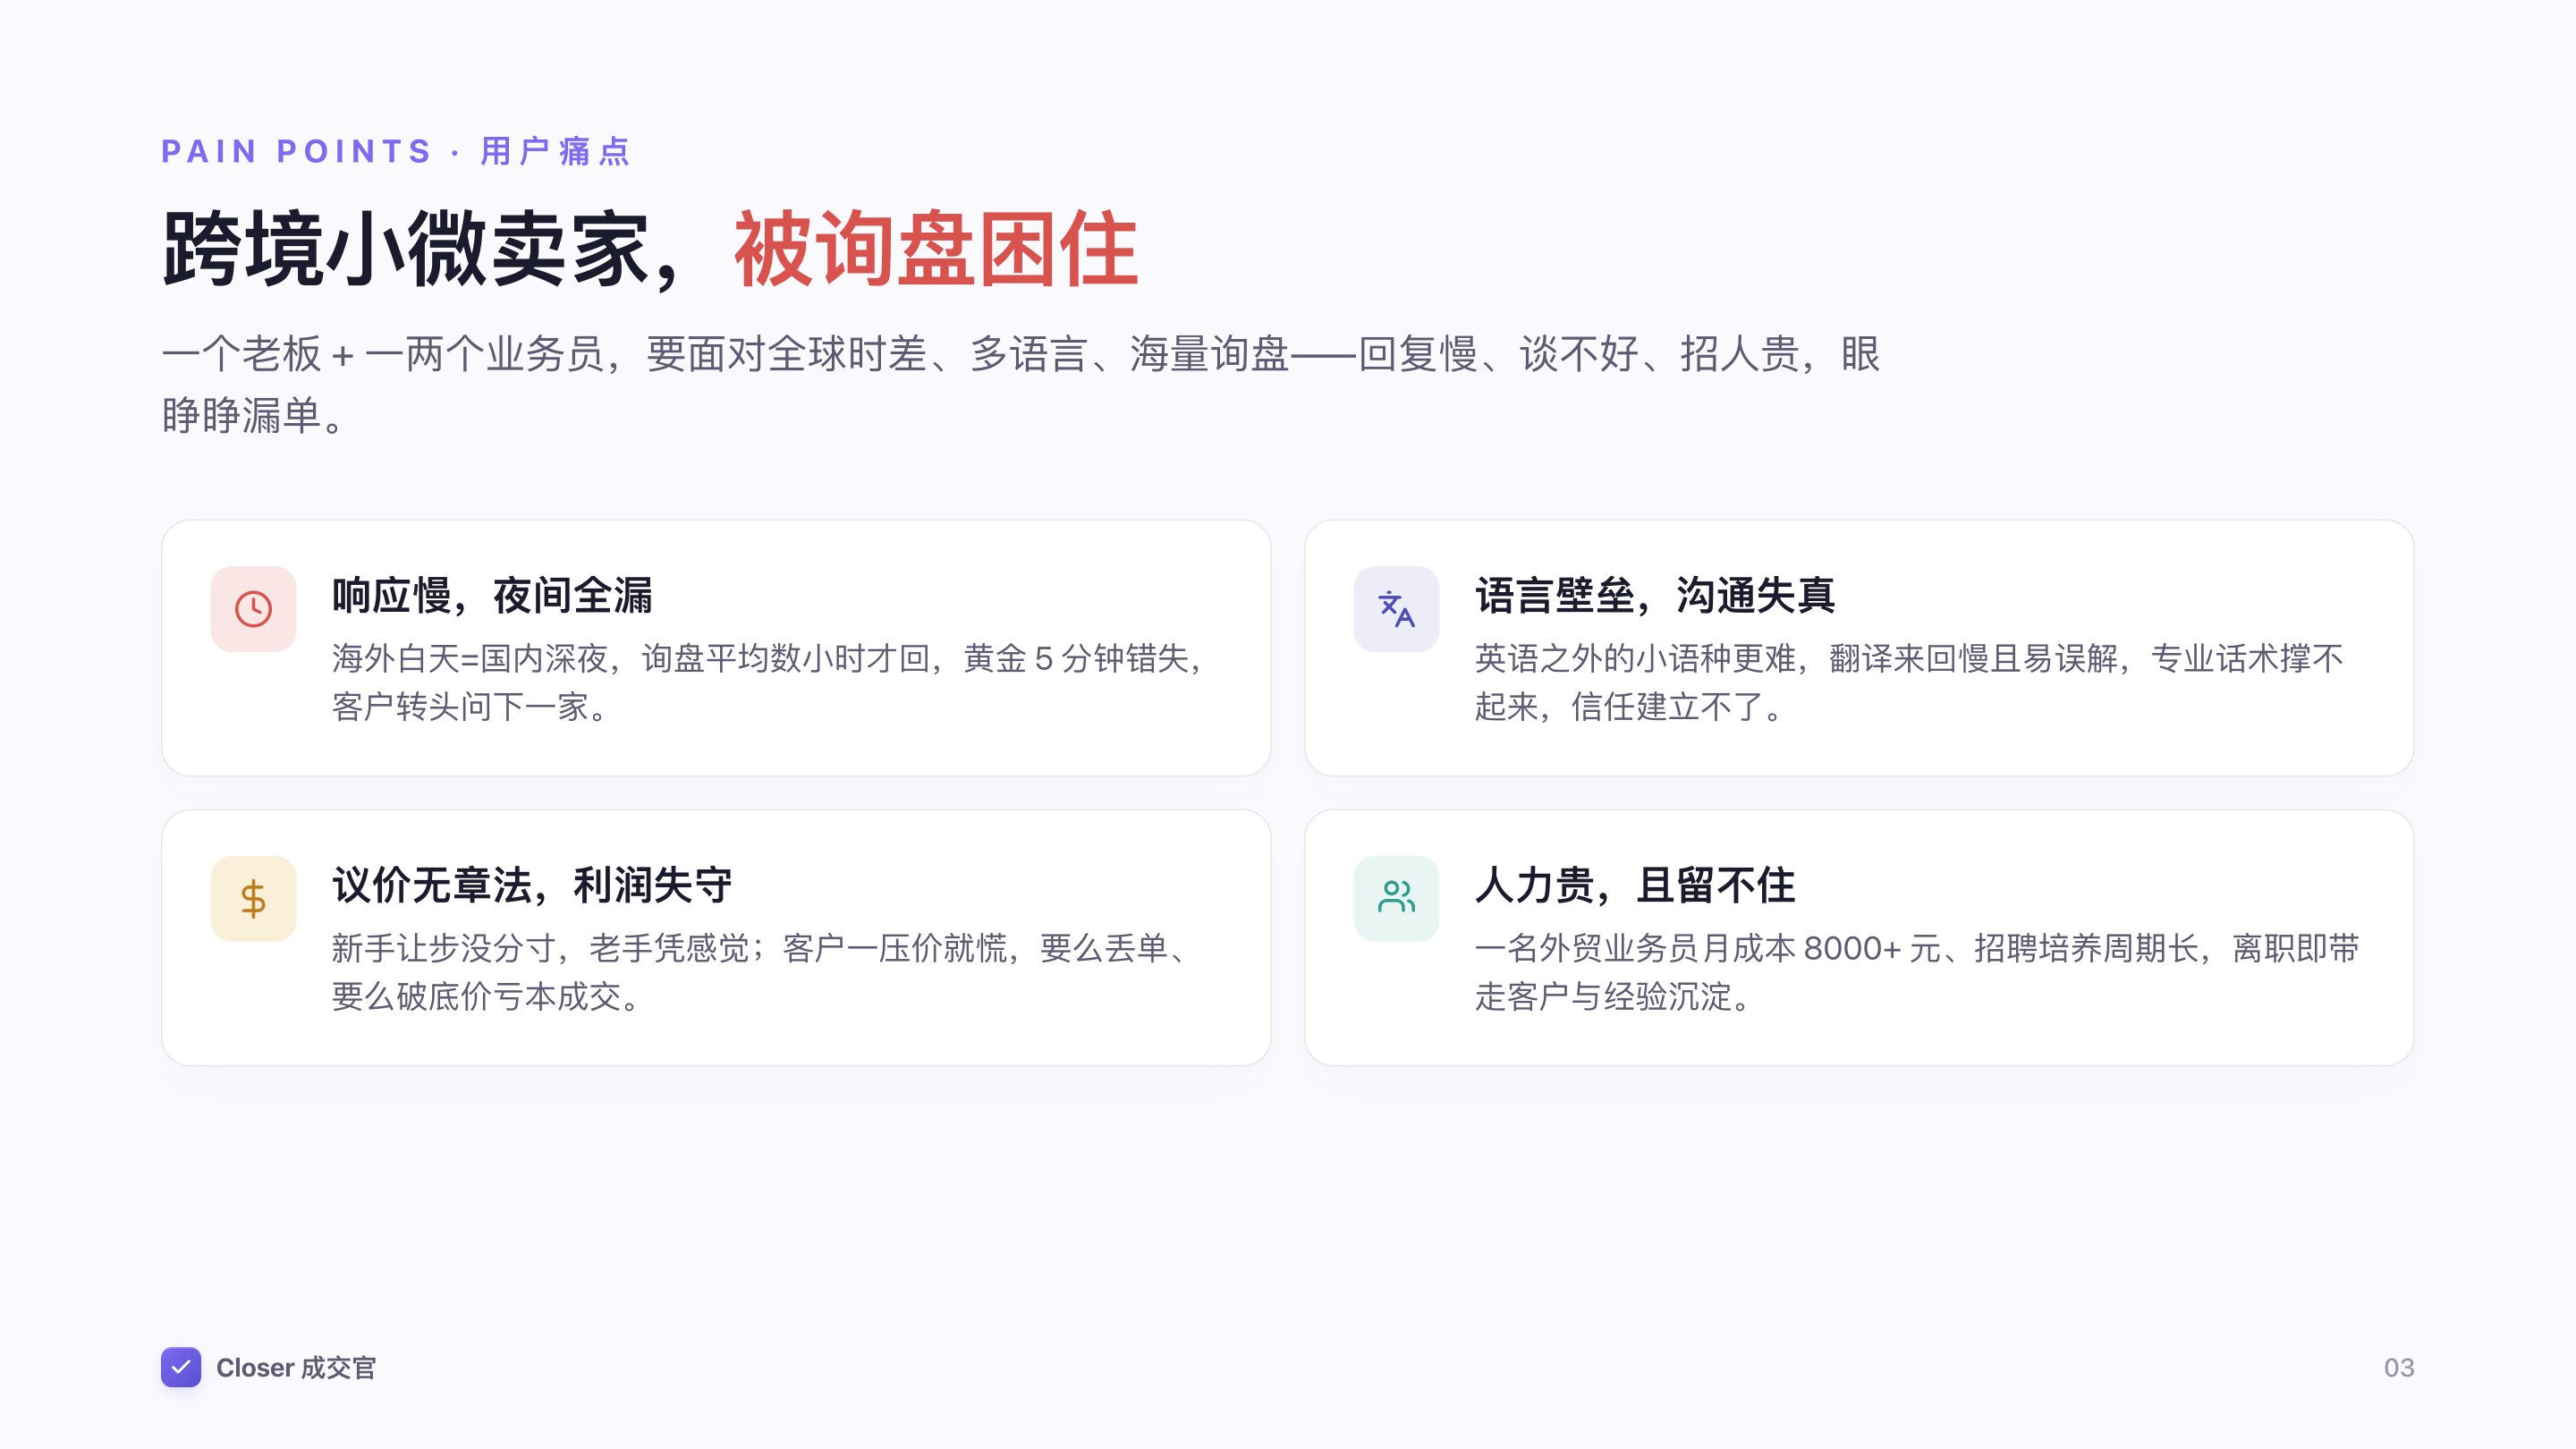 PAIN POINTS · 用户痛点
跨境小微卖家，被询盘困住
一个老板 + 一两个业务员，要面对全球时差、多语言、海量询盘——回复慢、谈不好、招人贵，眼
睁睁漏单。
响应慢，夜间全漏
海外白天=国内深夜，询盘平均数小时才回，黄金 5 分钟错失，
客户转头问下一家。
语言壁垒，沟通失真
英语之外的小语种更难，翻译来回慢且易误解，专业话术撑不
起来，信任建立不了。
议价无章法，利润失守
新手让步没分寸，老手凭感觉；客户一压价就慌，要么丢单、
要么破底价亏本成交。
人力贵，且留不住
一名外贸业务员月成本 8000+ 元、招聘培养周期长，离职即带
走客户与经验沉淀。
Closer 成交官
03